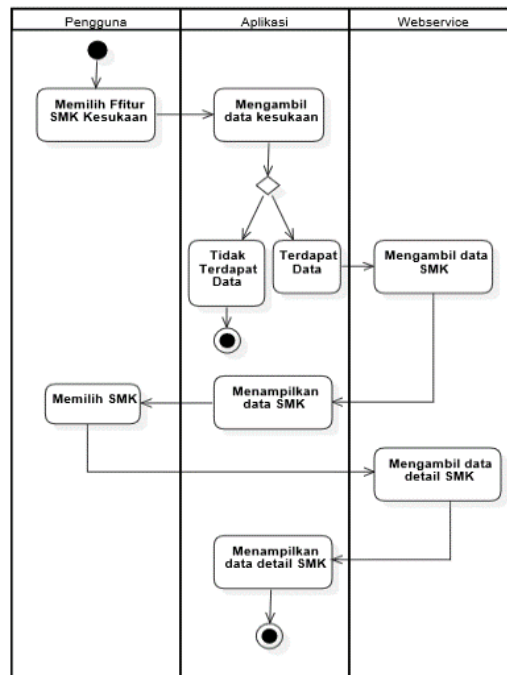 Pengguna
Aplikasi
Webservice
Memilih Ffitur
SMK Kesukaan
Mengambil
data kesukaan
Tidak
Terdapat
Data
Terdapat
Data
Mengambil data
SMK
Menampilkan
data SMK
Memilih SMK
Mengambil data
detail SMK
Menampilkan
data detail SMK